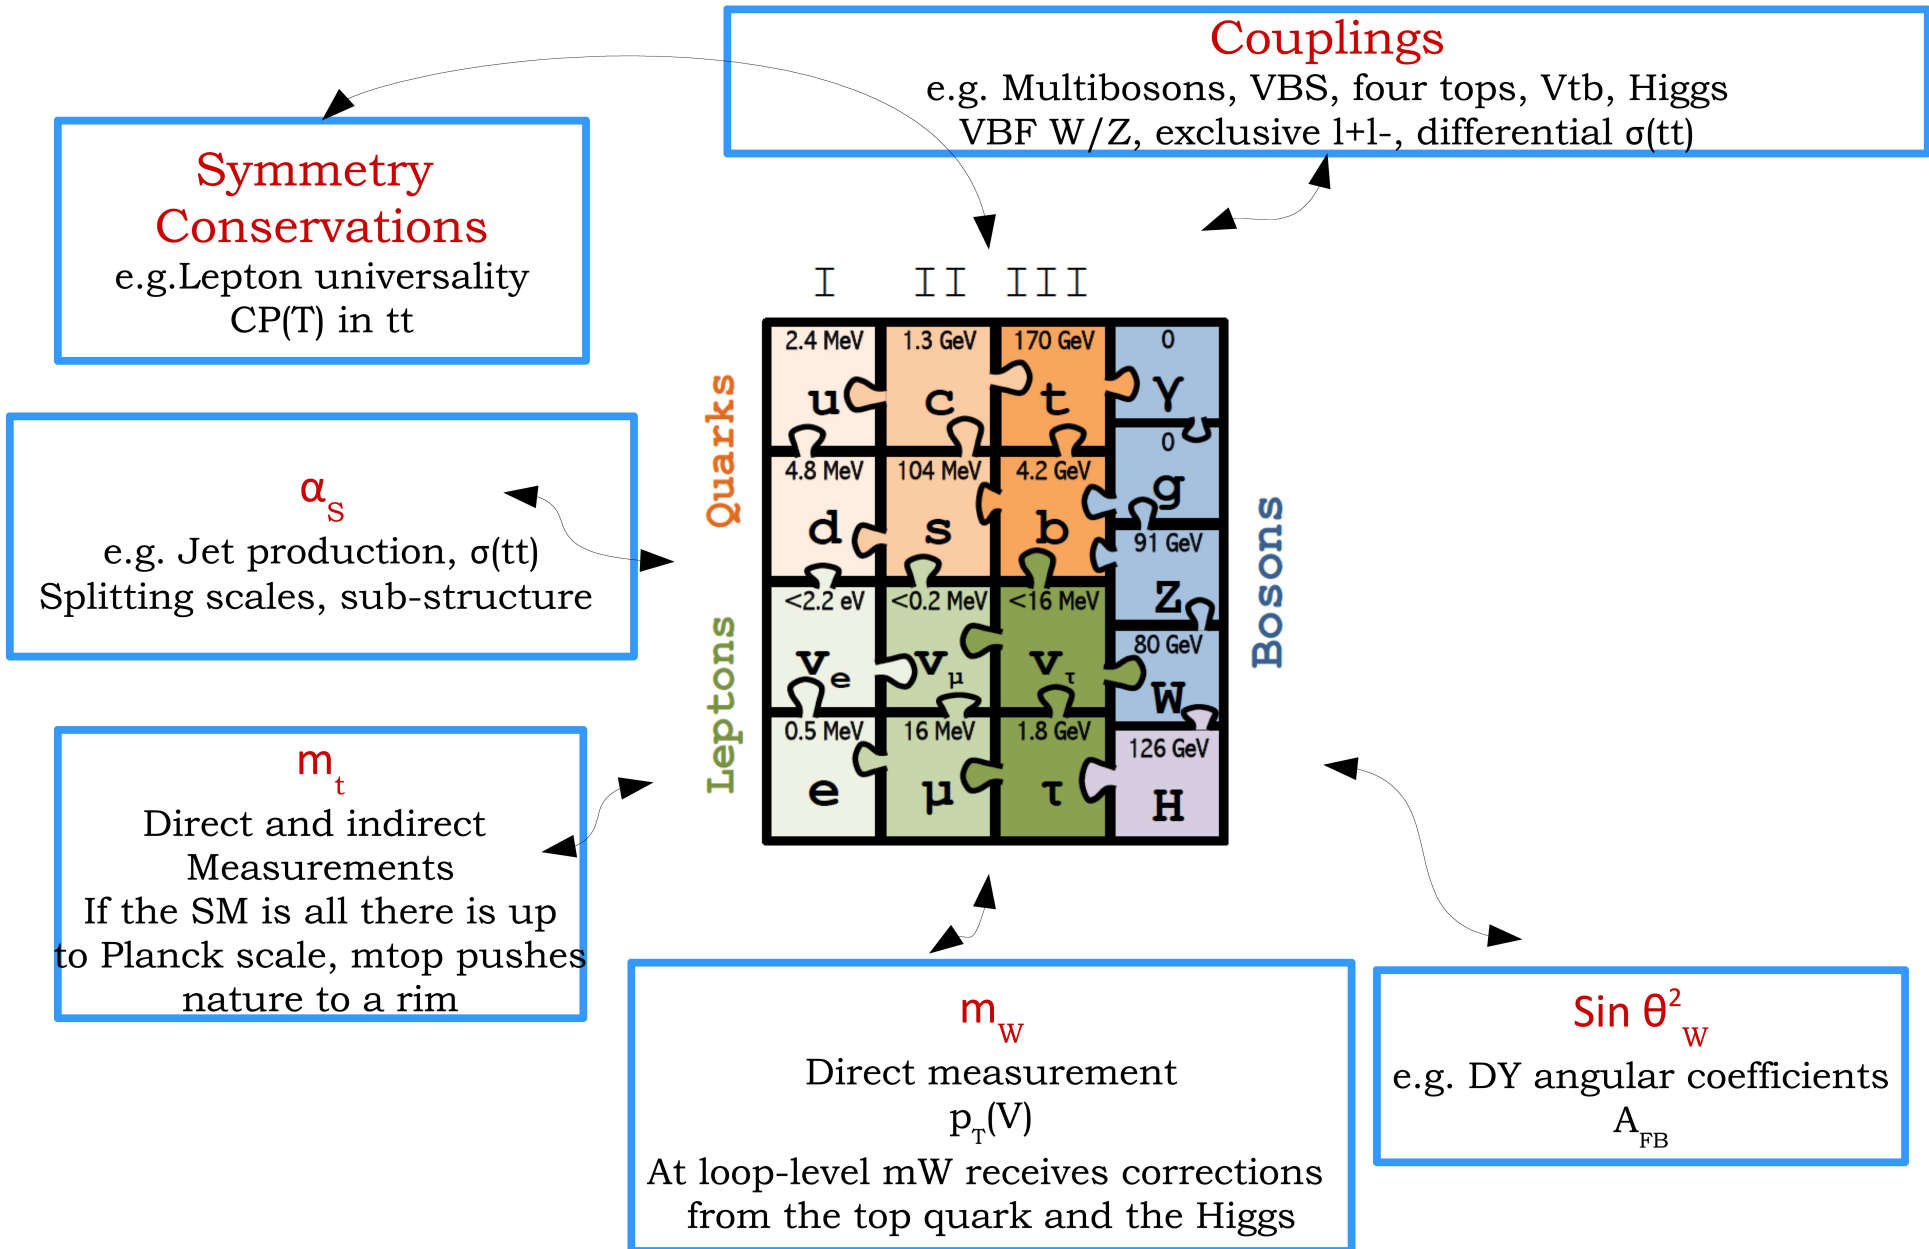 Couplings
e.g. Multibosons, VBS, four tops, Vtb, Higgs
VBF W/Z, exclusive l+l-, differential σ(tt)
Symmetry
Conservations
e.g.Lepton universality
CP(T) in tt
αS
e.g. Jet production, σ(tt)
Splitting scales, sub-structure
mt
Direct and indirect
Measurements
If the SM is all there is up
to Planck scale, mtop pushes
nature to a rim
I II III
Quarks
Leptons
Bosons
2.4 MeV 1.3 GeV 170 GeV 0
u c t γ
0
g
4.8 MeV 104 MeV 4.2 GeV
d s b
91 GeV
Z
<2.2 eV <0.2 MeV <16 MeV
νe νμ ντ
80 GeV
W
0.5 MeV 16 MeV 1.8 GeV
e μ τ
126 GeV
H
mW
Direct measurement
pT(V)
At loop-level mW receives corrections
from the top quark and the Higgs
Sin θ²W
e.g. DY angular coefficients
AFB